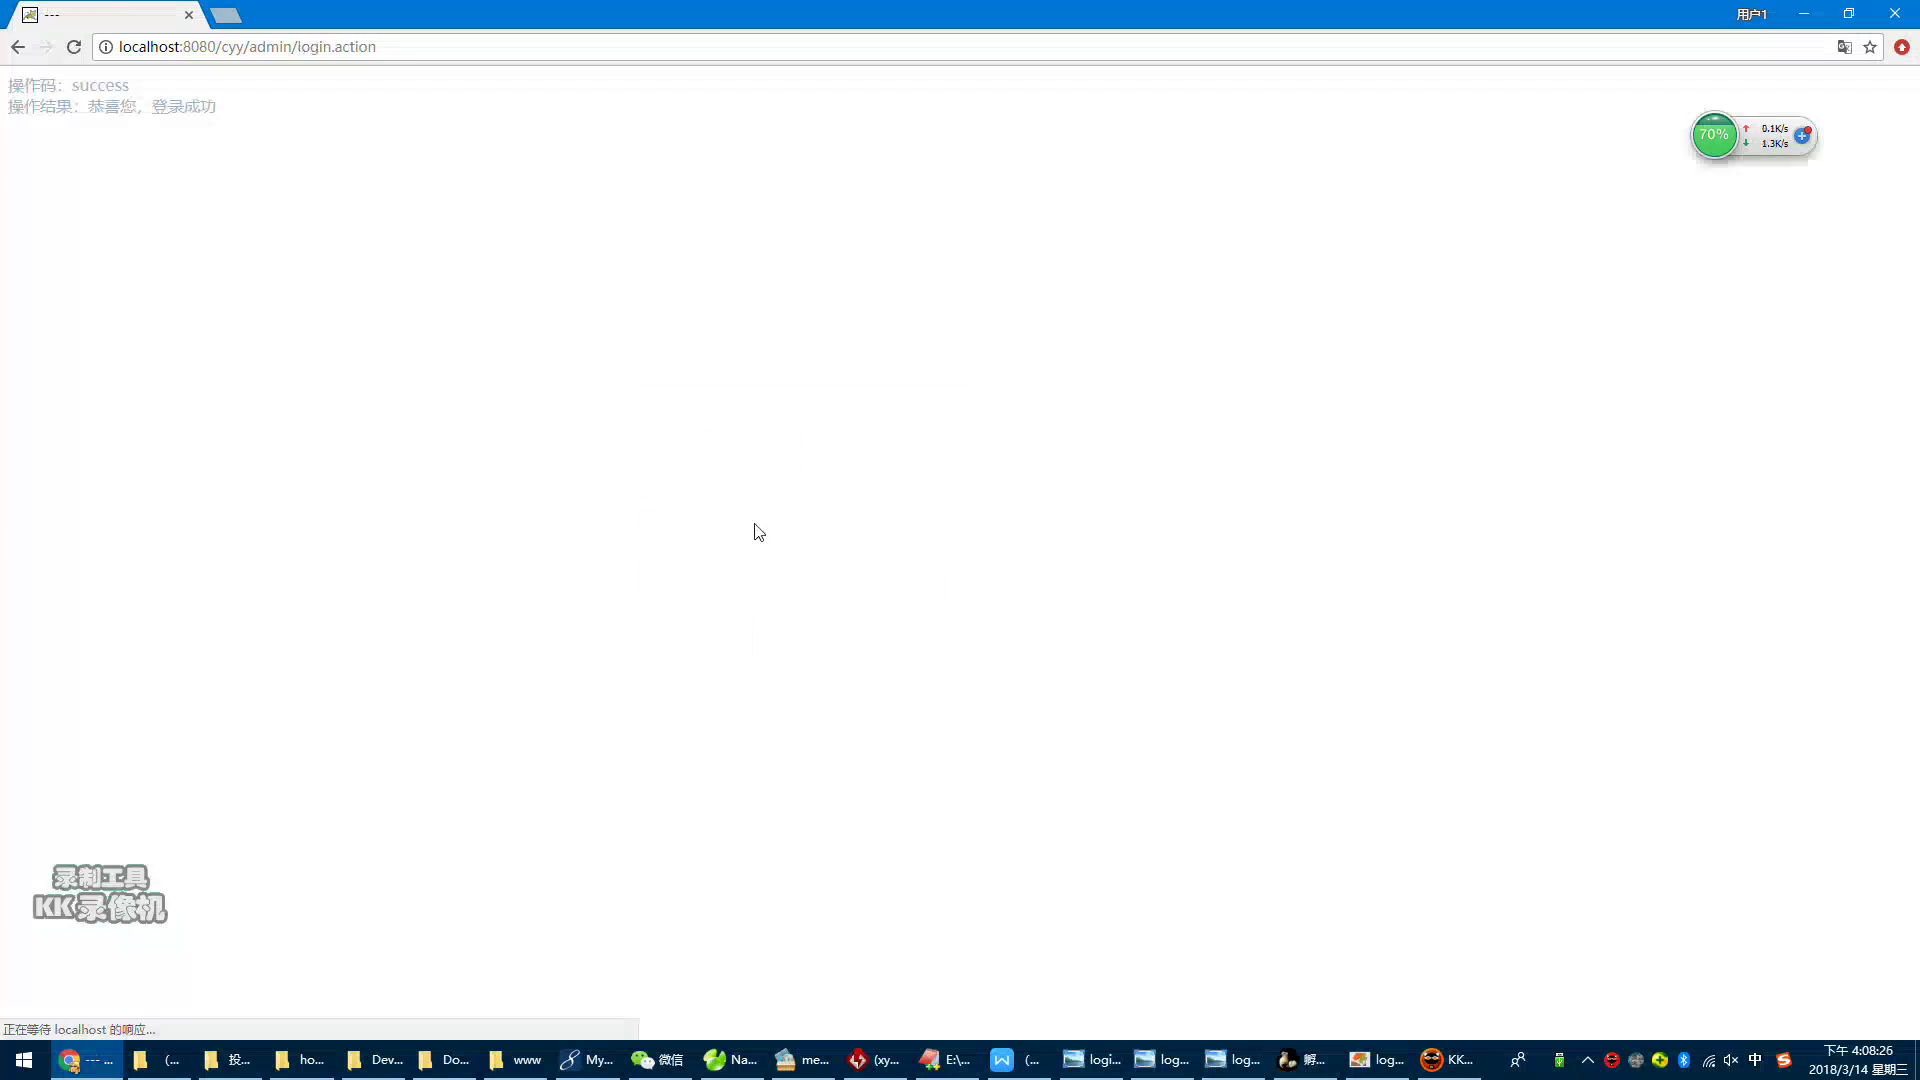 ---
用户1
localhost:8080/cyy/admin/login.action
操作码：success
操作结果：恭喜您，登录成功
70%
0.1K/s
1.3K/s
录制工具
KK录像机
正在等待 localhost 的响应...
--- ...
(...
投...
ho...
Dev...
Do...
www
My...
微信
Na...
me...
(xy...
E:\...
(...
logi...
log...
log...
孵...
log...
KK...
中
下午 4:08:26
2018/3/14 星期三